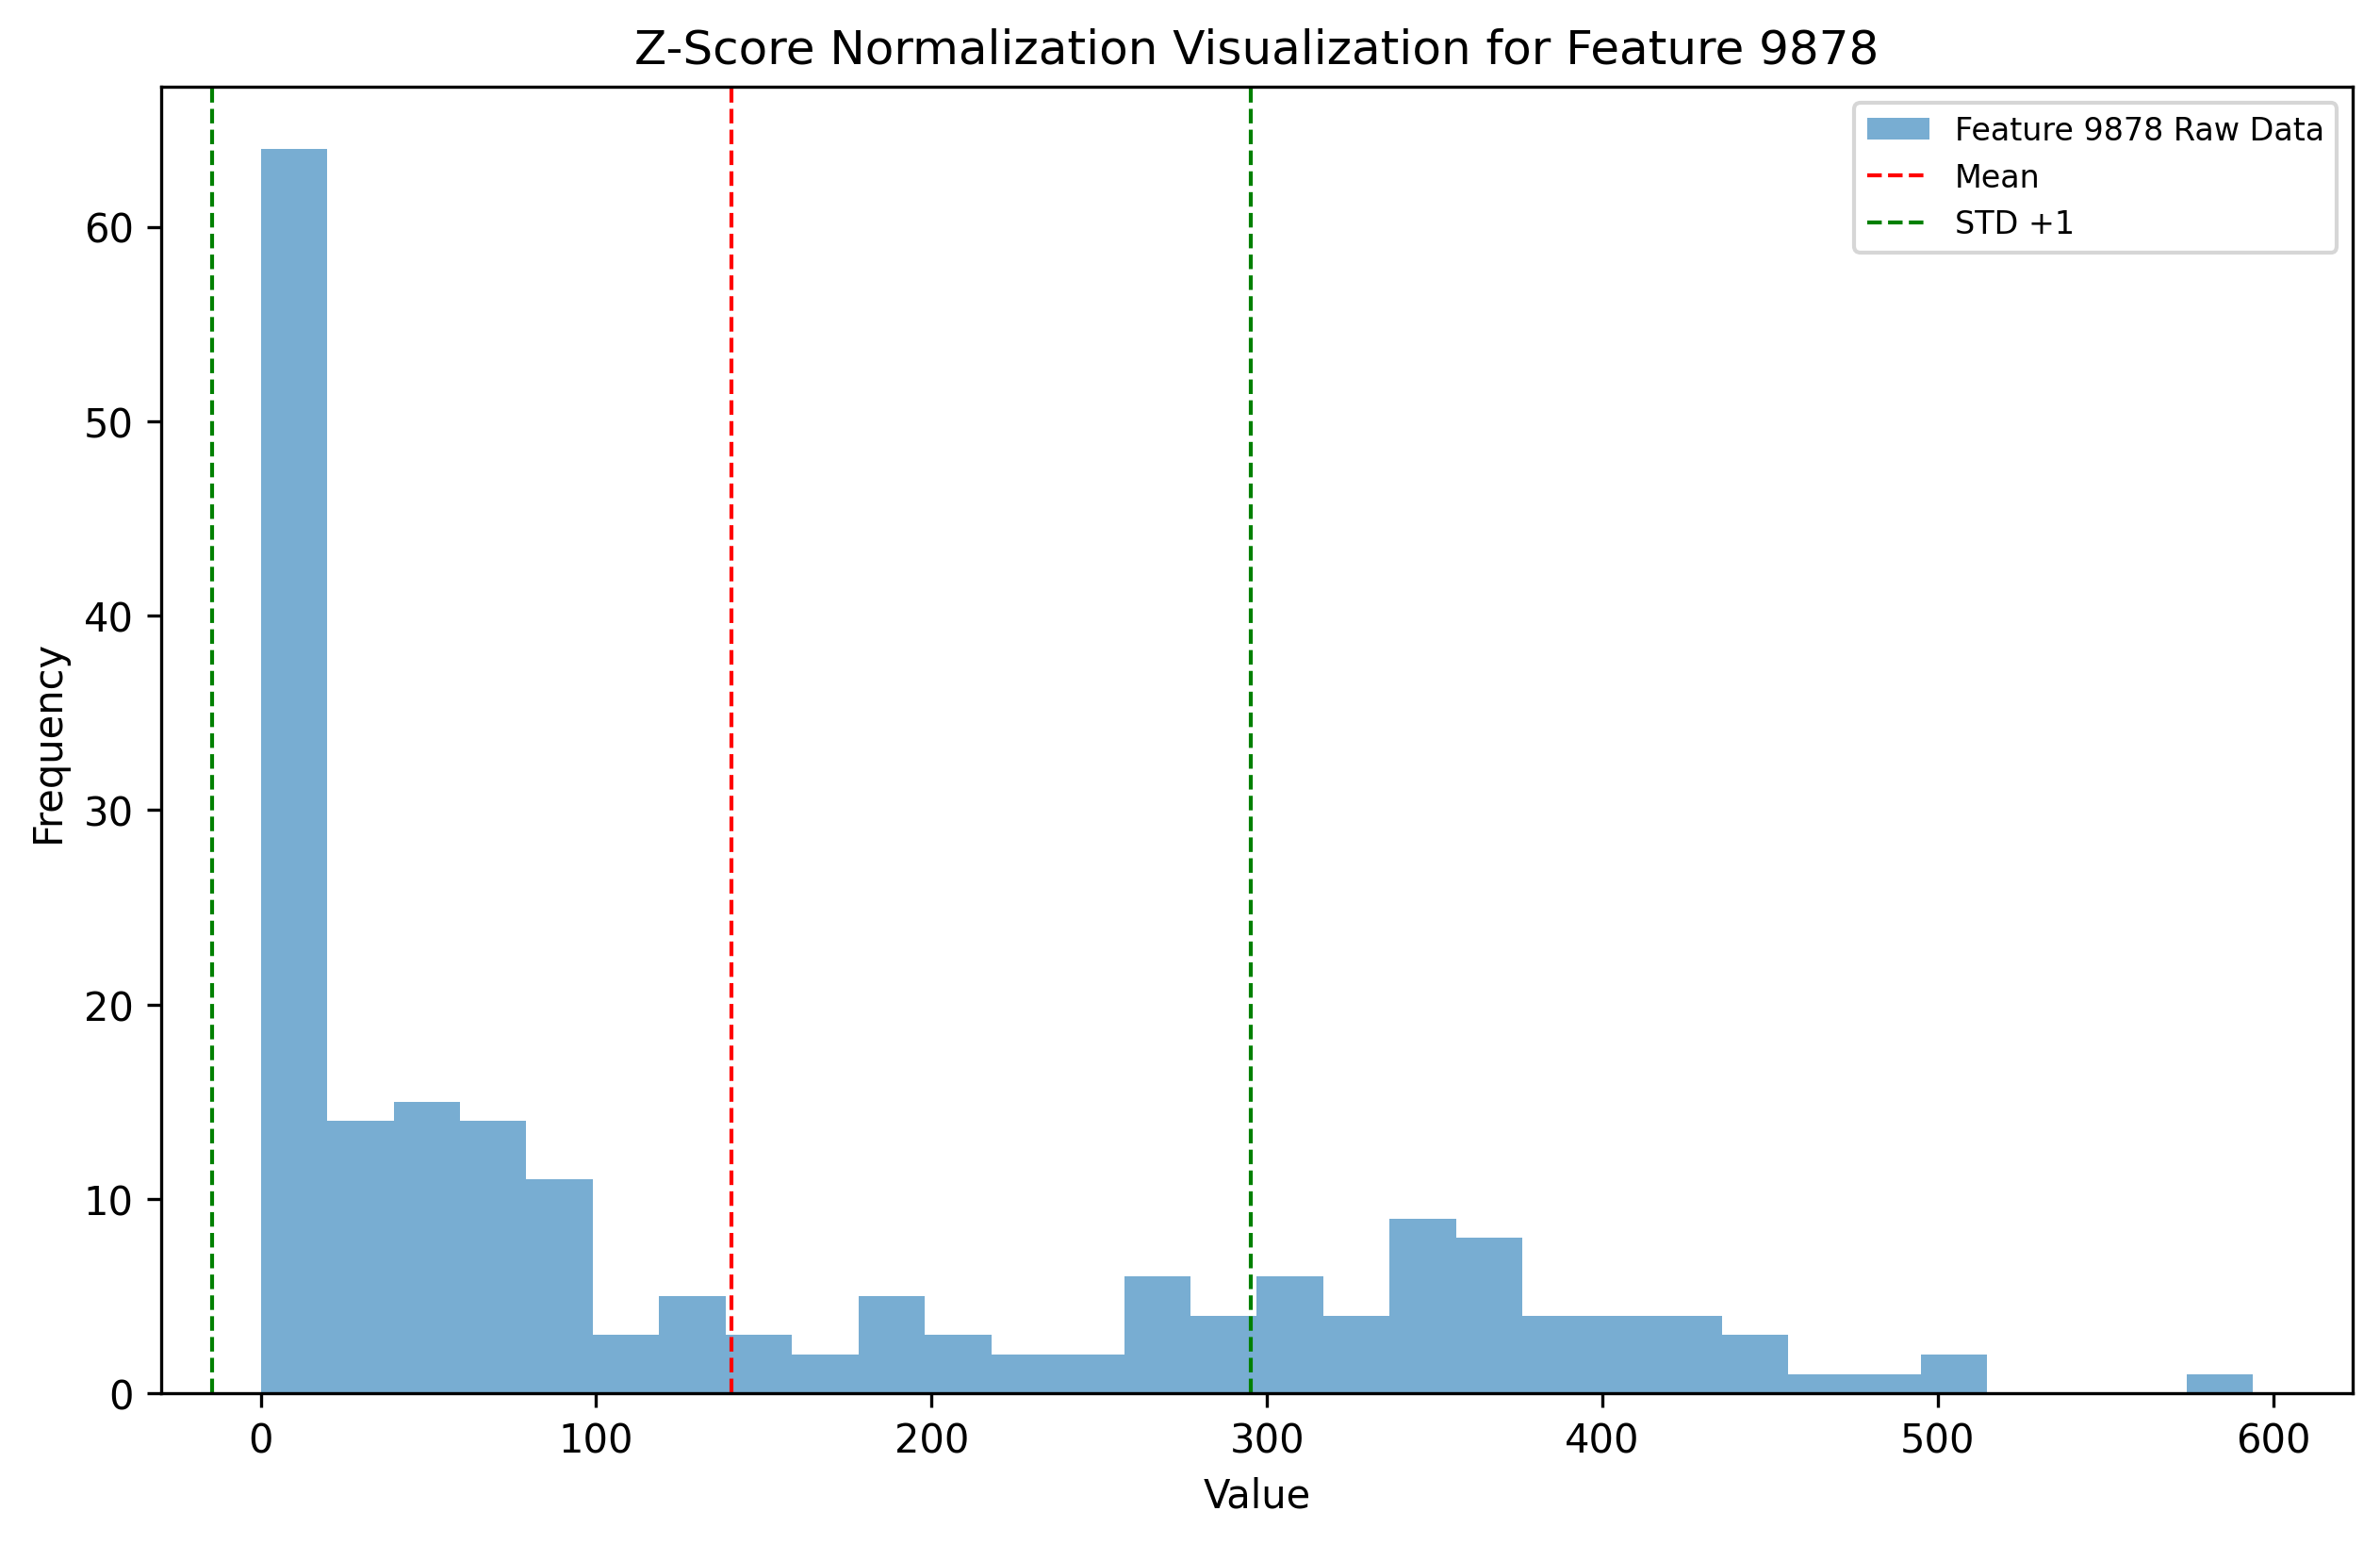 Z-Score Normalization Visualization for Feature 9878
Feature 9878 Raw Data
Mean
STD +1
Frequency
60
50
40
30
20
10
0
0 100 200 300 400 500 600
Value